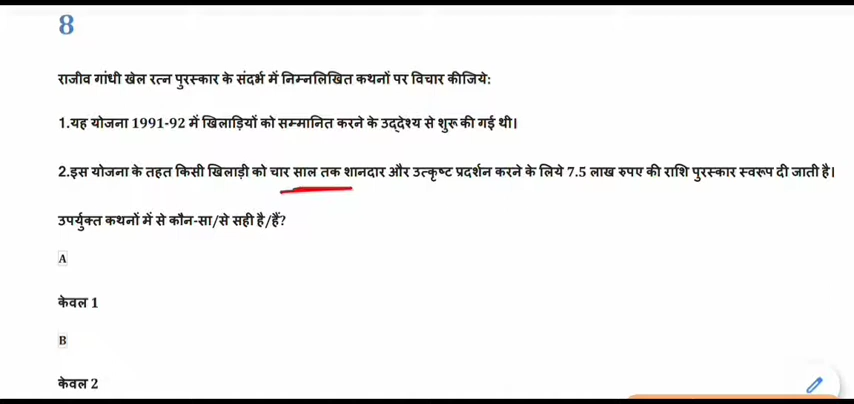 8
राजीव गांधी खेल रत्न पुरस्कार के संदर्भ में निम्नलिखित कथनों पर विचार कीजिये:
1.यह योजना 1991-92 में खिलाड़ियों को सम्मानित करने के उद्देश्य से शुरू की गई थी।
2.इस योजना के तहत किसी खिलाड़ी को चार साल तक शानदार और उत्कृष्ट प्रदर्शन करने के लिये 7.5 लाख रुपए की राशि पुरस्कार स्वरूप दी जाती है।
उपर्युक्त कथनों में से कौन-सा/से सही है/हैं?
A
केवल 1
B
केवल 2